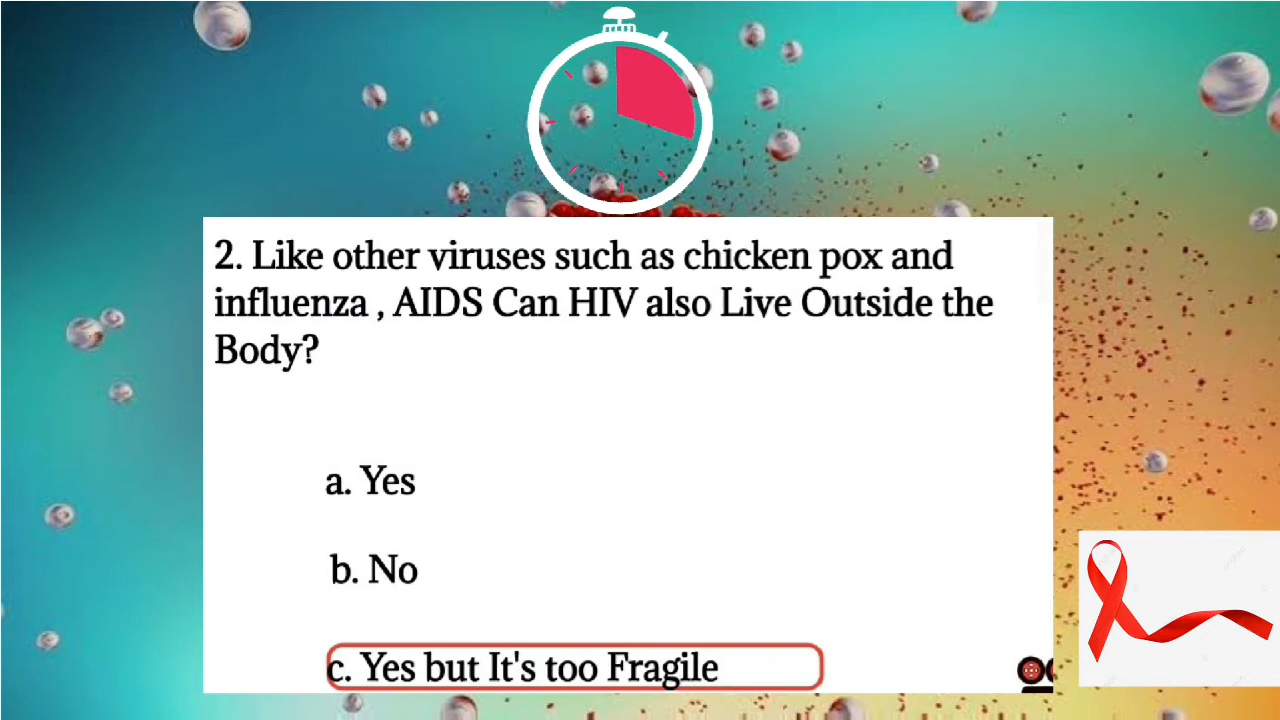 2. Like other viruses such as chicken pox and
influenza , AIDS Can HIV also Live Outside the
Body?
a. Yes
b. No
c. Yes but It's too Fragile